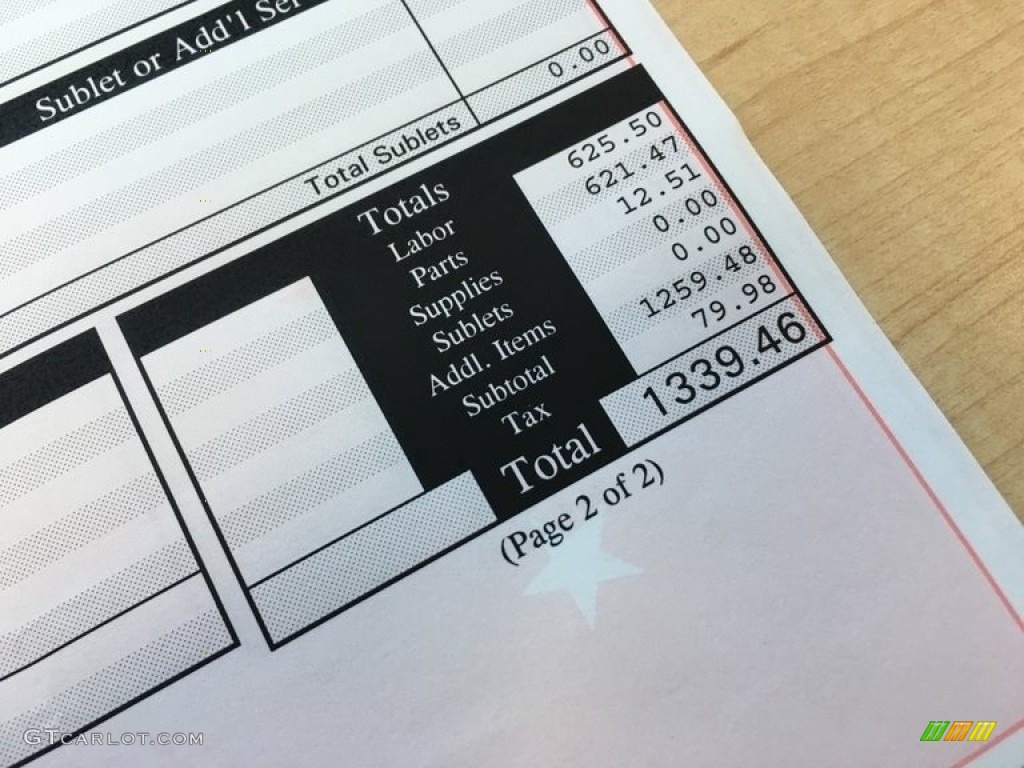 Sublet or Add'l Ser
Total Sublets 0.00
Totals
Labor 625.50
Parts 621.47
Supplies 12.51
Sublets 0.00
Addl. Items 0.00
Subtotal 1259.48
Tax 79.98
Total 1339.46
(Page 2 of 2)
GTCARLOT.COM